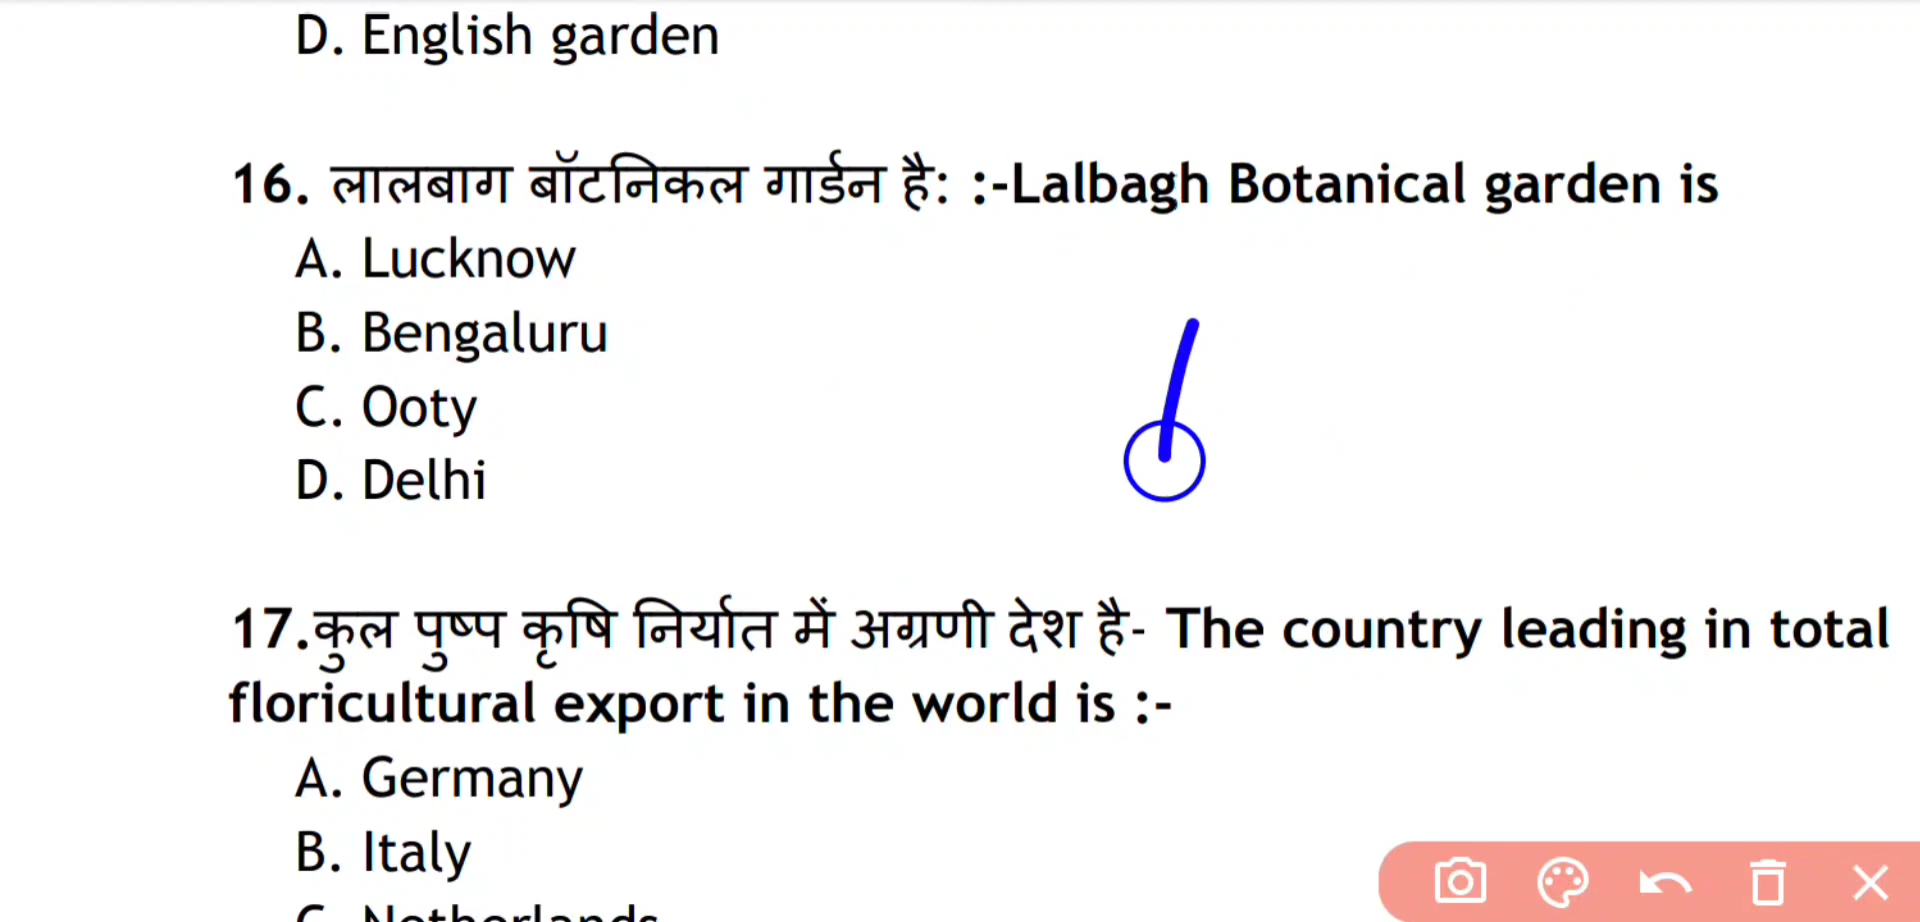 D. English garden
16. लालबाग बॉटनिकल गार्डन है: :-Lalbagh Botanical garden is
A. Lucknow
B. Bengaluru
C. Ooty
D. Delhi
17.कुल पुष्प कृषि निर्यात में अग्रणी देश है- The country leading in total
floricultural export in the world is :-
A. Germany
B. Italy
C. Netherlands